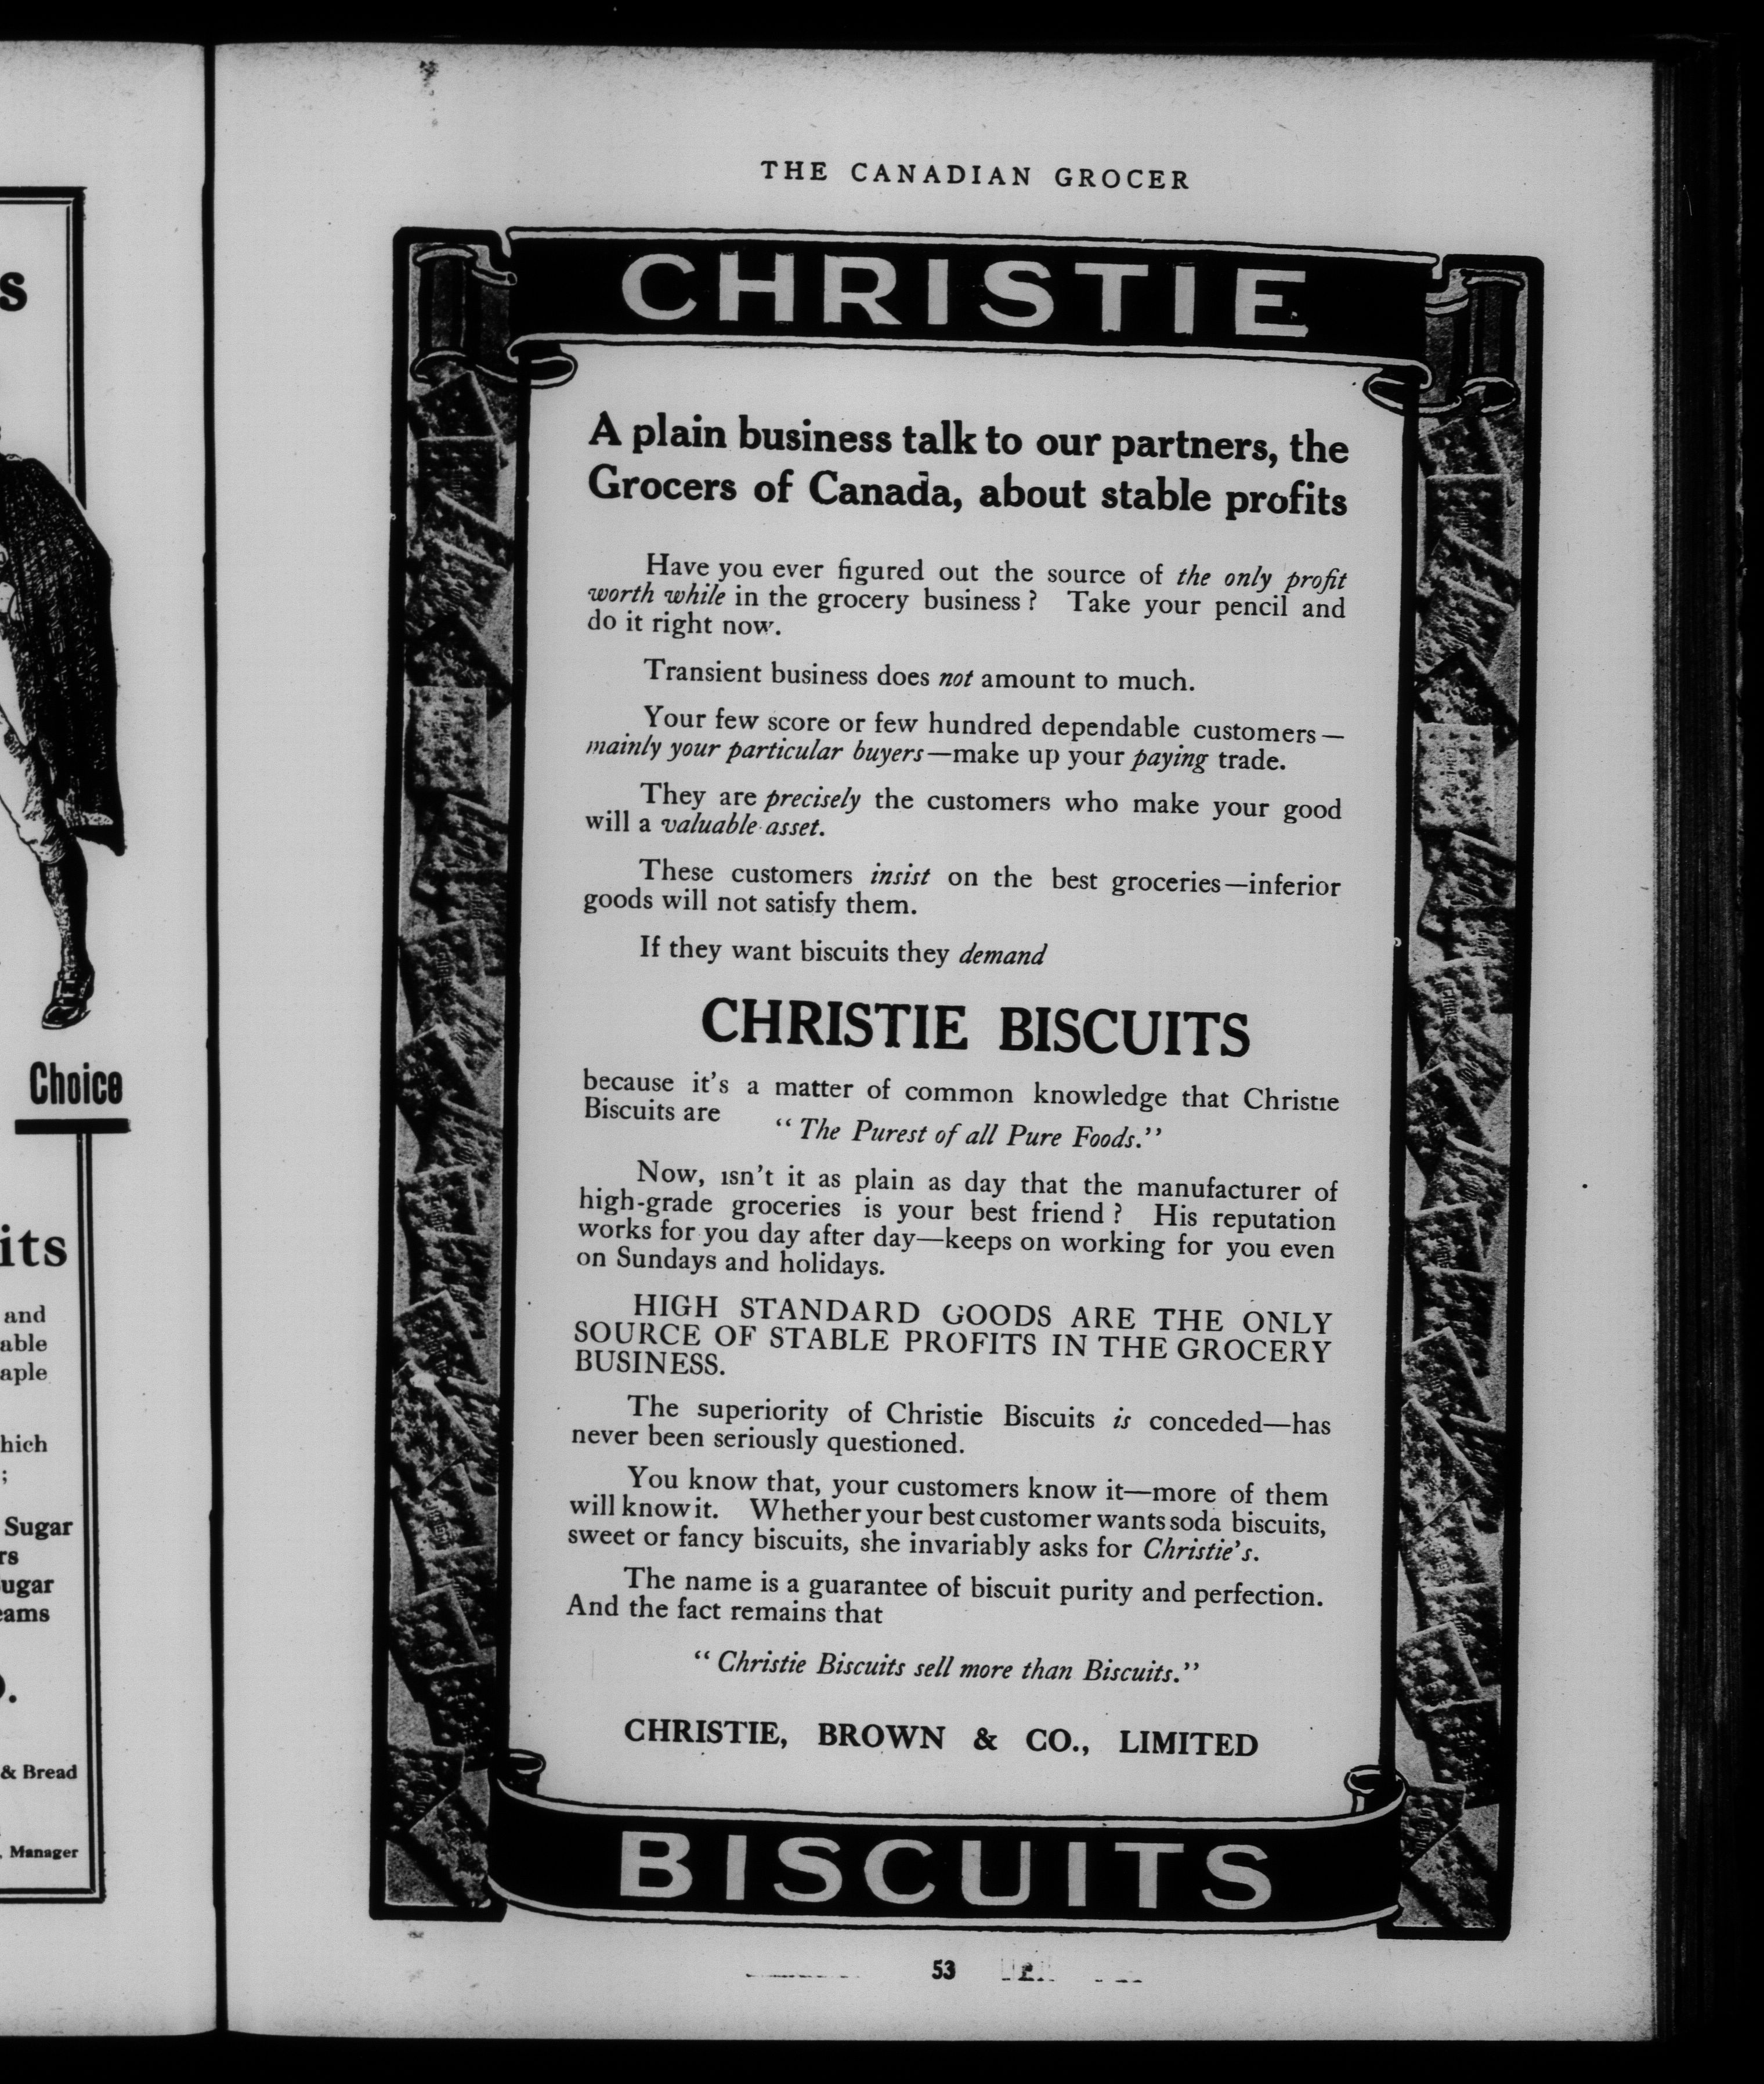 s
Choice
its
and
able
aple
hich
;
Sugar
rs
ugar
eams
& Bread
Manager
THE CANADIAN GROCER
CHRISTIE
A plain business talk to our partners, the
Grocers of Canada, about stable profits
Have you ever figured out the source of the only profit
worth while in the grocery business? Take your pencil and
do it right now.
Transient business does not amount to much.
Your few score or few hundred dependable customers—
mainly your particular buyers—make up your paying trade.
They are precisely the customers who make your good
will a valuable asset.
These customers insist on the best groceries—inferior
goods will not satisfy them.
If they want biscuits they demand
CHRISTIE BISCUITS
because it's a matter of common knowledge that Christie
Biscuits are
"The Purest of all Pure Foods."
Now, isn't it as plain as day that the manufacturer of
high-grade groceries is your best friend? His reputation
works for you day after day—keeps on working for you even
on Sundays and holidays.
HIGH STANDARD GOODS ARE THE ONLY
SOURCE OF STABLE PROFITS IN THE GROCERY
BUSINESS.
The superiority of Christie Biscuits is conceded—has
never been seriously questioned.
You know that, your customers know it—more of them
will know it. Whether your best customer wants soda biscuits,
sweet or fancy biscuits, she invariably asks for Christie's.
The name is a guarantee of biscuit purity and perfection.
And the fact remains that
"Christie Biscuits sell more than Biscuits."
CHRISTIE, BROWN & CO., LIMITED
BISCUITS
53